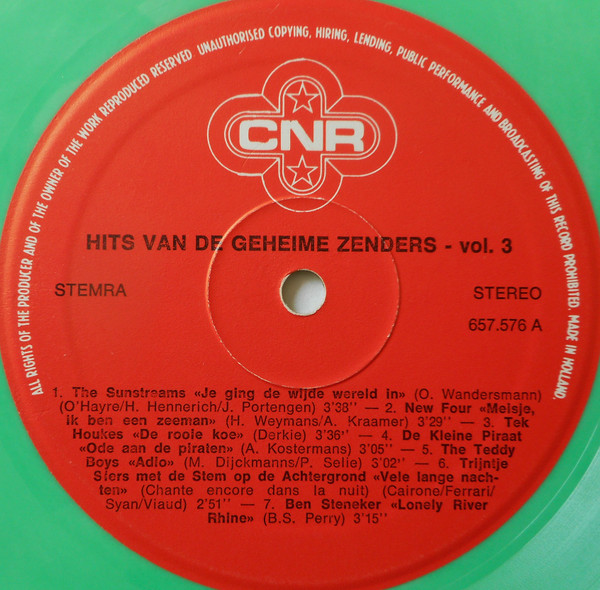 ALL RIGHTS OF THE PRODUCER AND OF THE OWNER OF THE WORK REPRODUCED RESERVED UNAUTHORISED COPYING, HIRING, LENDING, PUBLIC PERFORMANCE AND BROADCASTING OF THIS RECORD PROHIBITED. MADE IN HOLLAND.
CNR
HITS VAN DE GEHEIME ZENDERS - vol. 3
STEMRA
STEREO
657.576 A
1. The Sunstreams «Je ging de wijde wereld in» (O. Wandersmann)
(O'Hayre/H. Hennerich/J. Portengen) 3'38'' — 2. New Four «Meisje,
ik ben een zeeman» (H. Weymans/A. Kraamer) 3'29'' — 3. Tek
Houkes «De rooie koe» (Derkie) 3'36'' — 4. De Kleine Piraat
«Ode aan de piraten» (A. Kostermans) 3'05'' — 5. The Teddy
Boys «Adio» (M. Dijckmanns/P. Selie) 3'02'' — 6. Trijntje
Sters met de Stem op de Achtergrond «Vele lange nach-
ten» (Chante encore dans la nuit) (Cairone/Ferrari/
Syan/Viaud) 2'51'' — 7. Ben Steneker «Lonely River
Rhine» (B.S. Perry) 3'15''